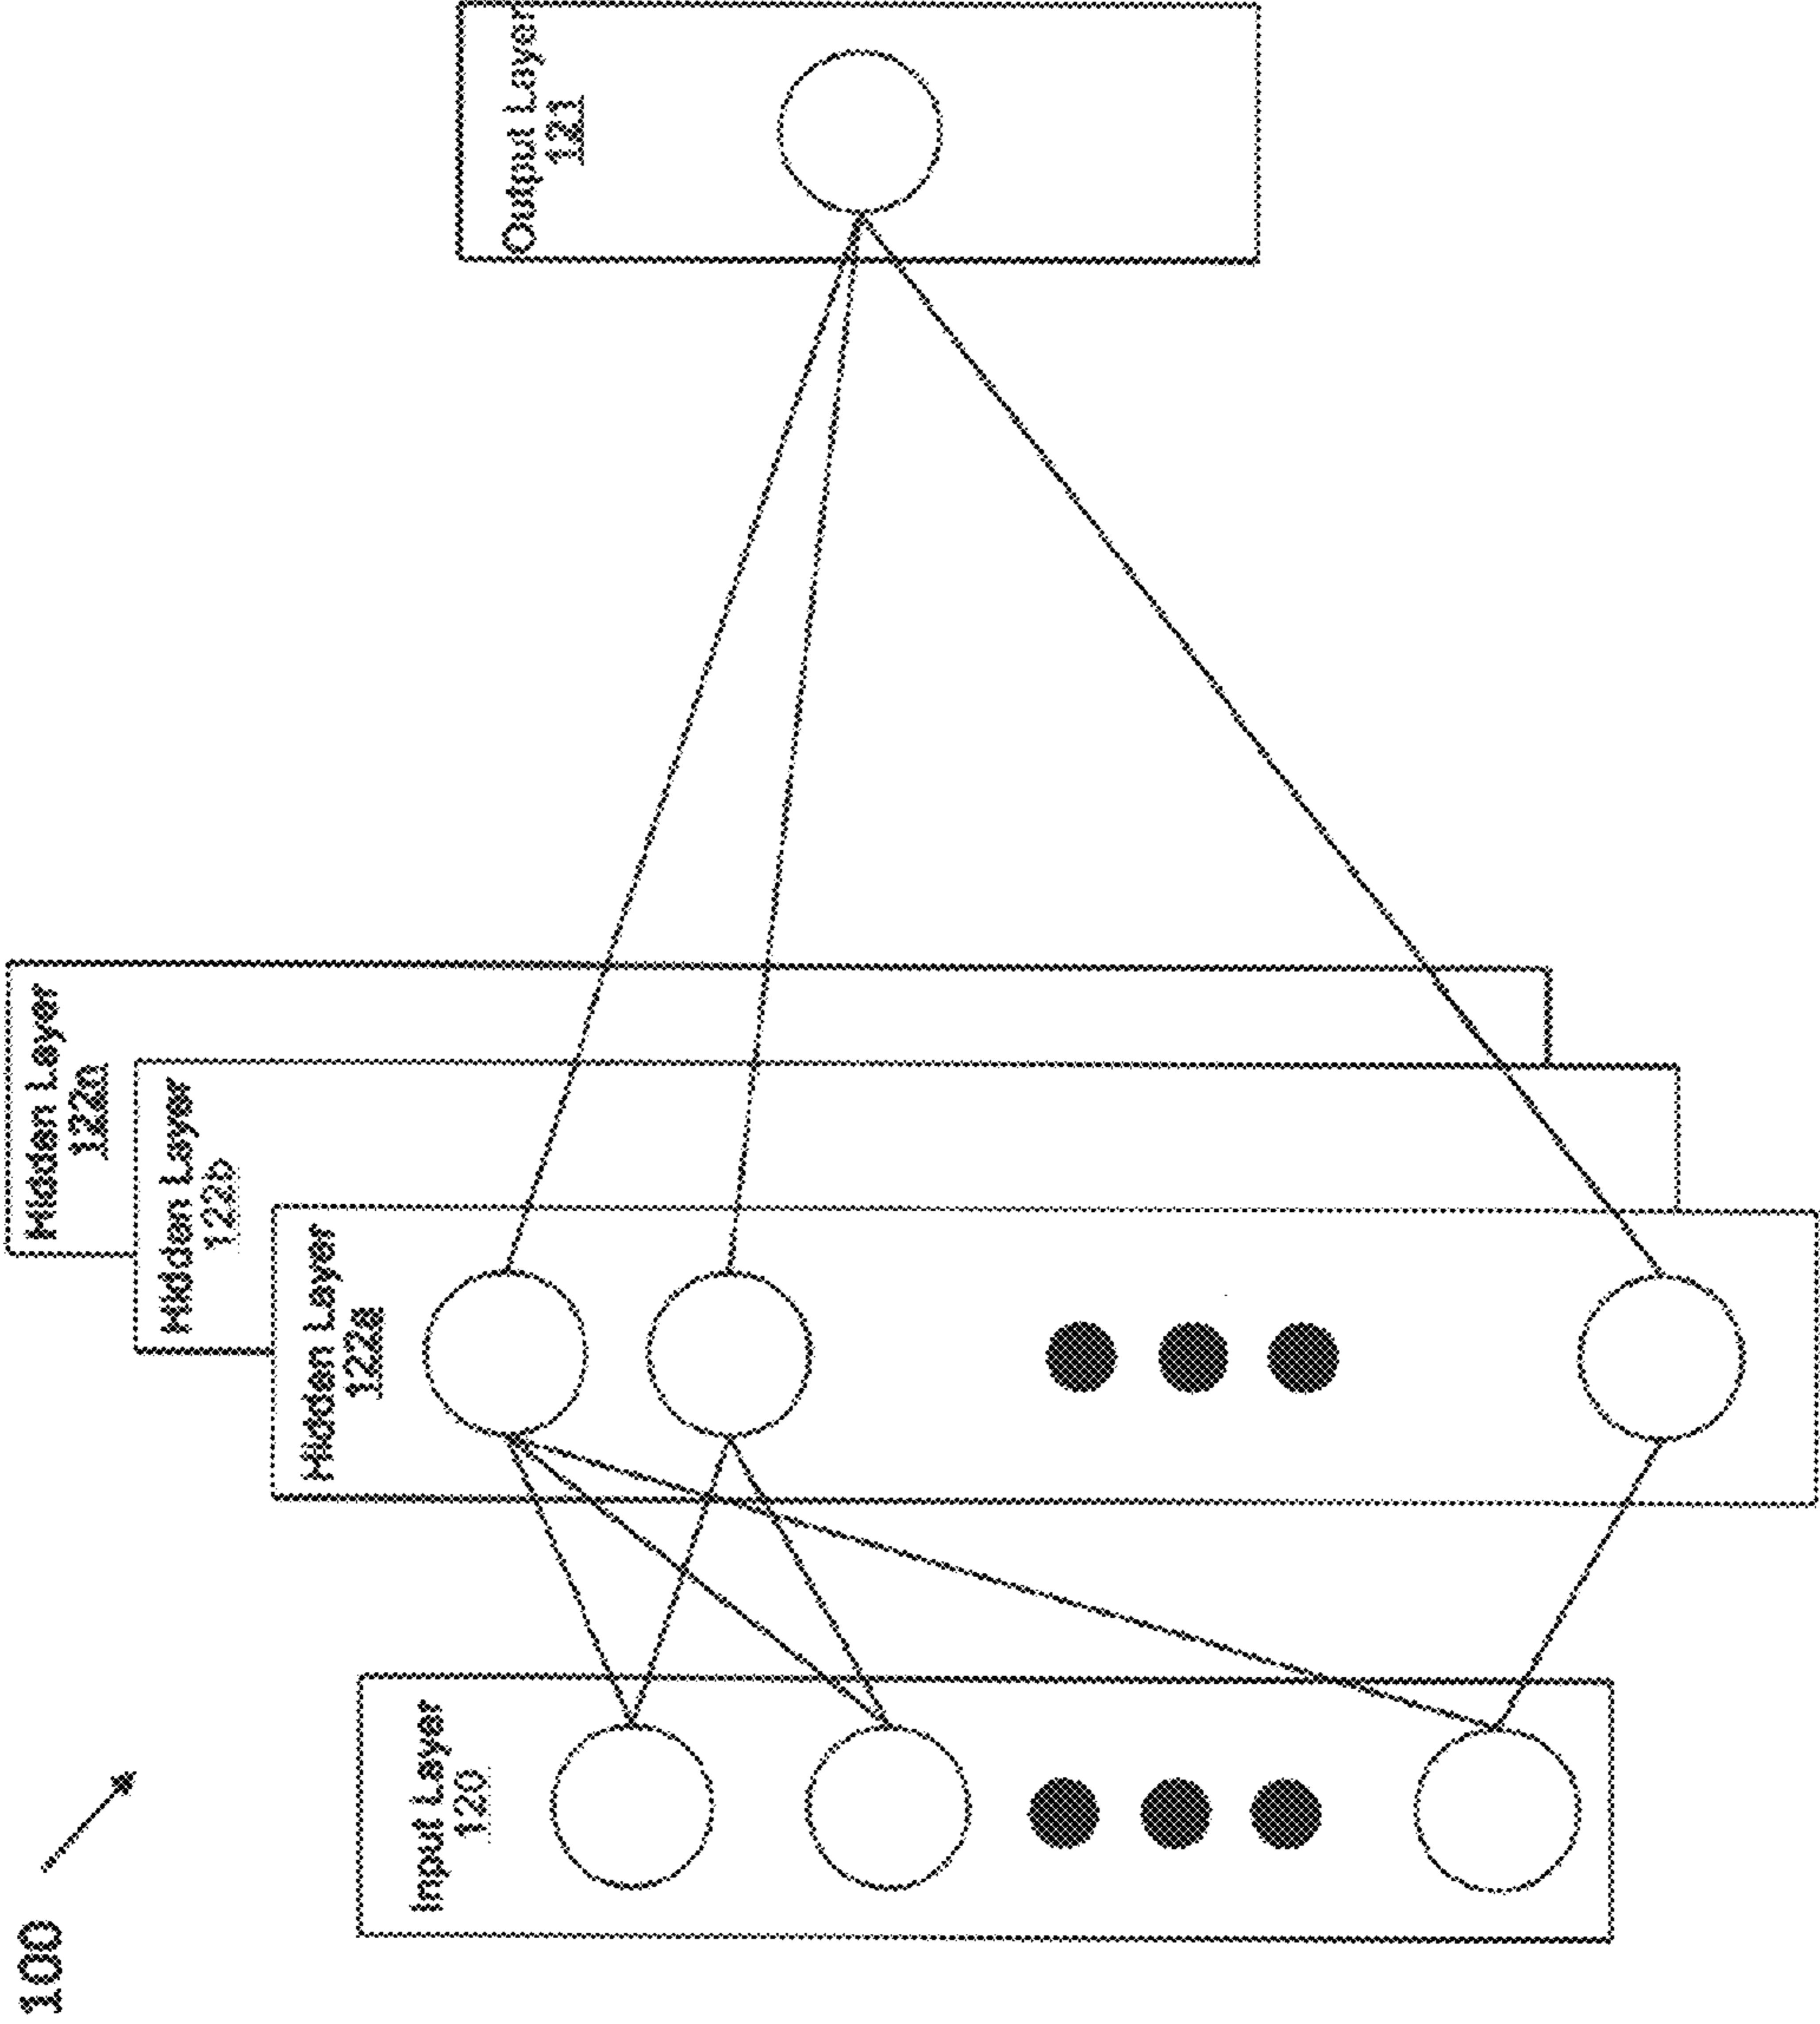 100
Input Layer
120
Hidden Layer
122a
Hidden Layer
122b
Hidden Layer
122n
Output Layer
121